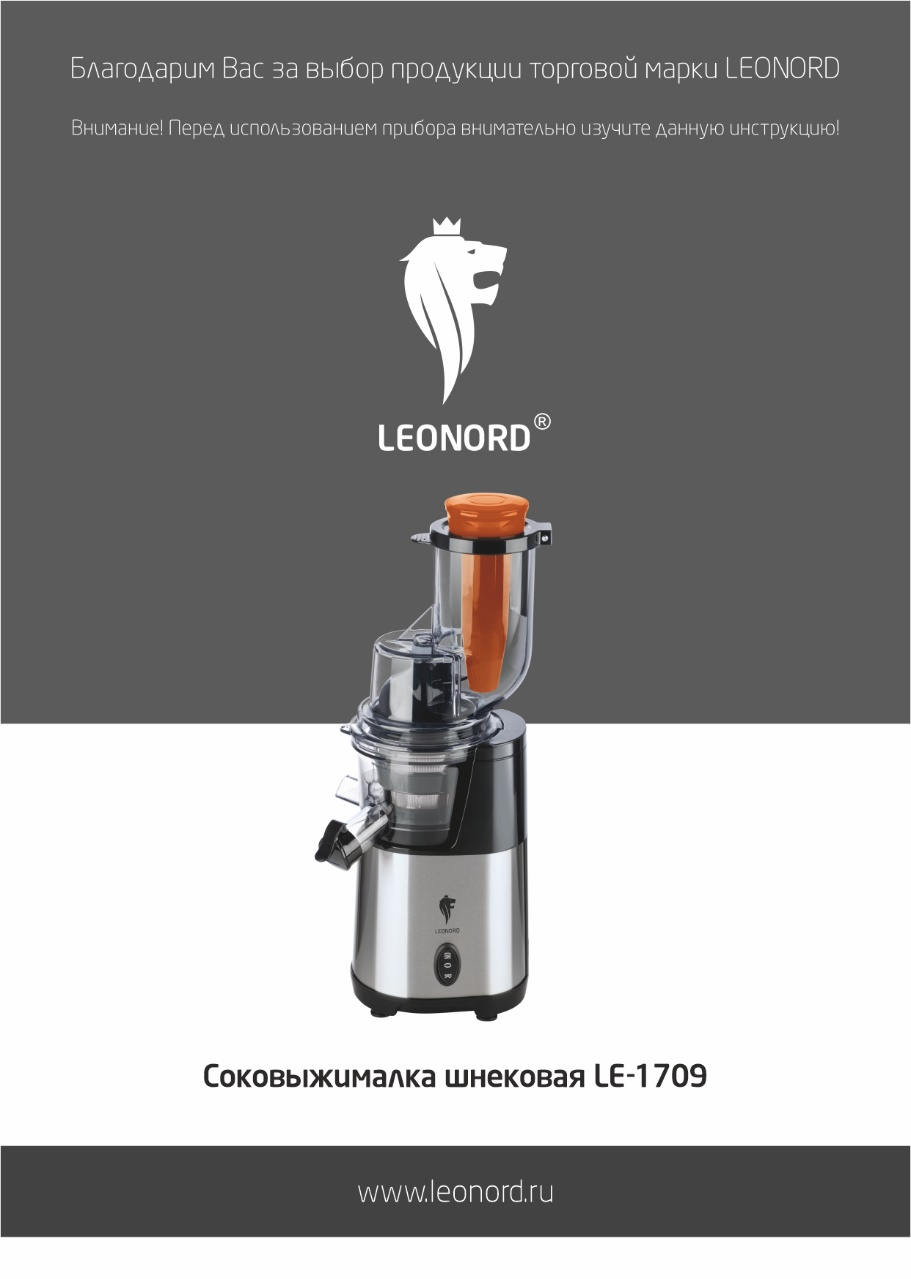 Благодарим Вас за выбор продукции торговой марки LEONORD
Внимание! Перед использованием прибора внимательно изучите данную инструкцию!
LEONORD®
LEONORD
ON O R
Соковыжималка шнековая LE-1709
www.leonord.ru